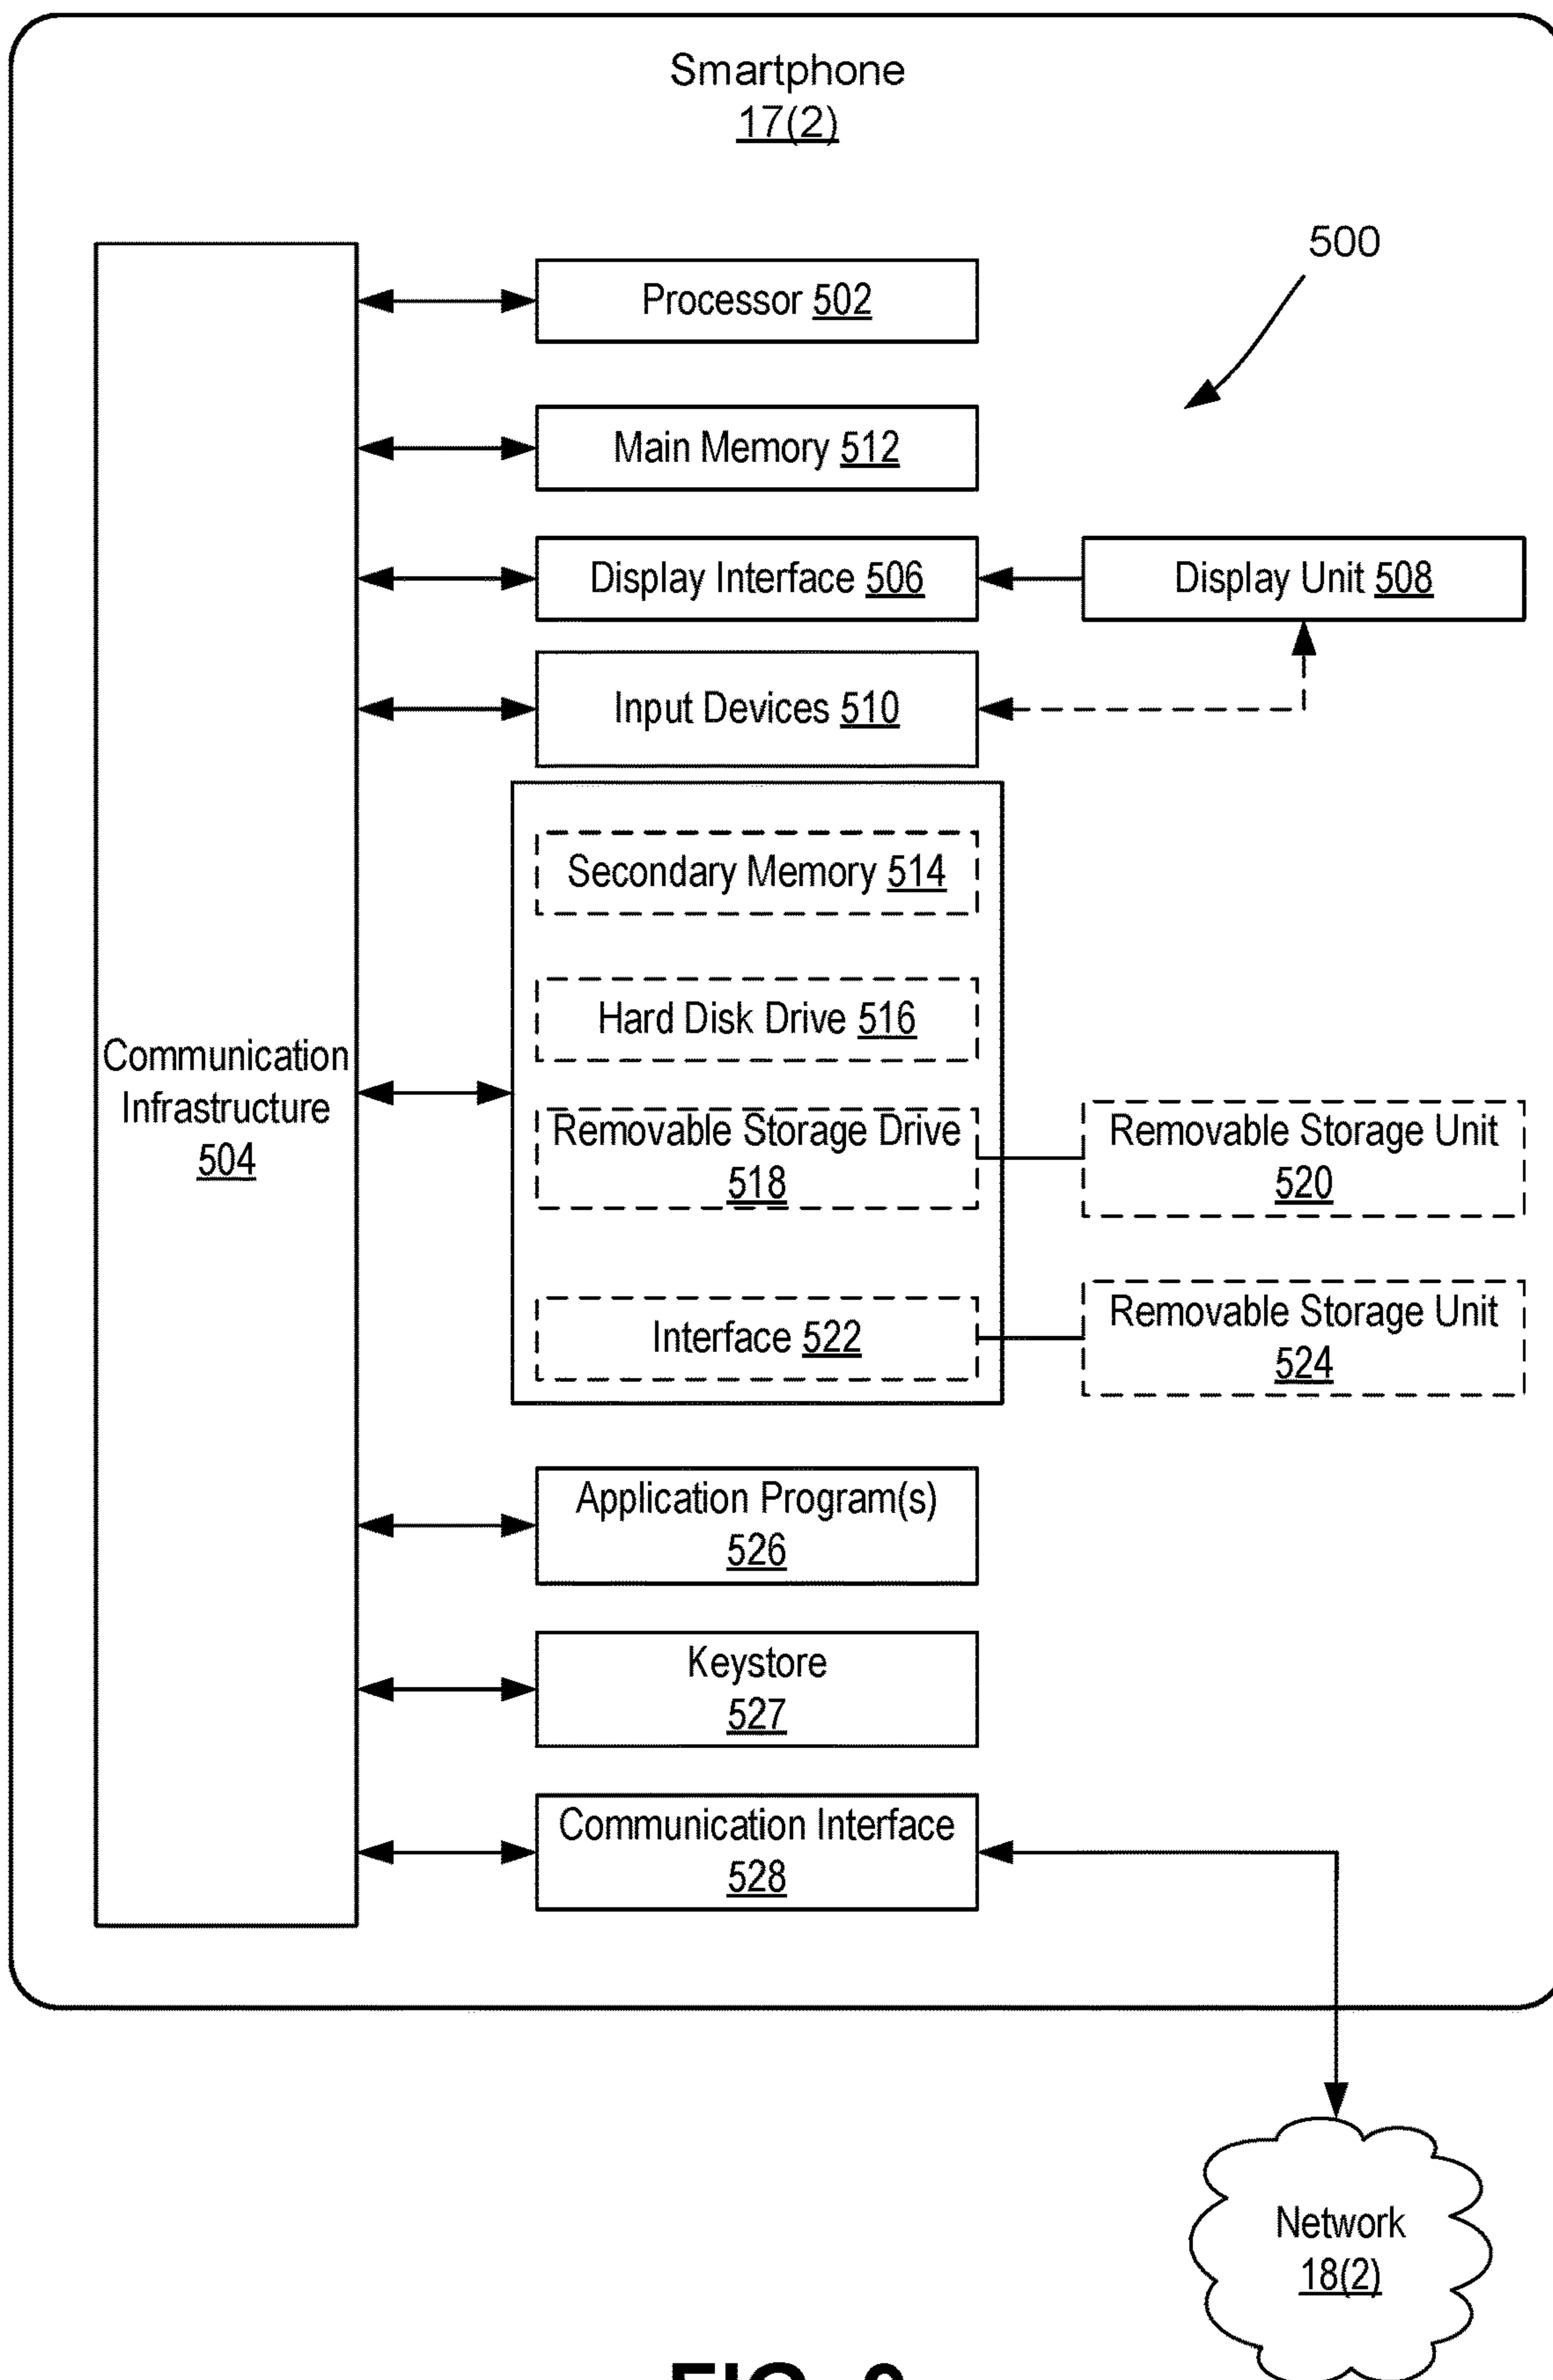 Smartphone
17(2)
500
Processor 502
Main Memory 512
Display Interface 506
Display Unit 508
Input Devices 510
Secondary Memory 514
Hard Disk Drive 516
Communication
Infrastructure
504
Removable Storage Drive
518
Removable Storage Unit
520
Interface 522
Removable Storage Unit
524
Application Program(s)
526
Keystore
527
Communication Interface
528
Network
18(2)
FIG.